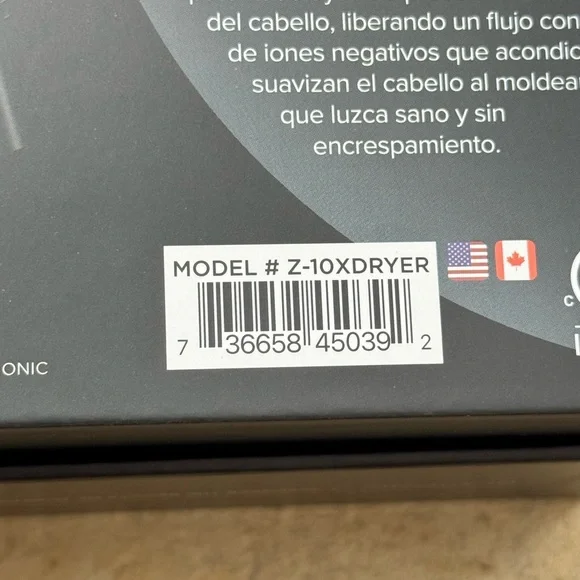 del cabello, liberando un flujo con
de iones negativos que acondic
suavizan el cabello al moldea
que luzca sano y sin
encrespamiento.
MODEL # Z-10XDRYER
7 36658 45039 2
ONIC
C